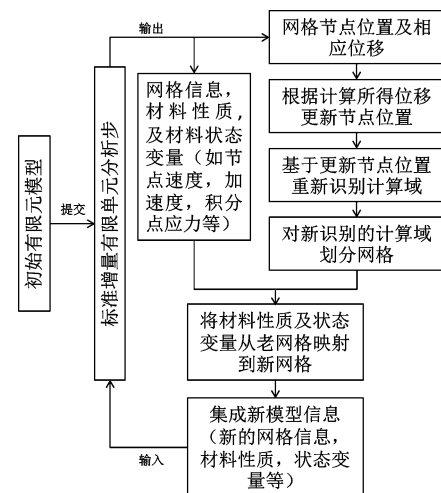 初始有限元模型
提交
标准增量有限单元分析步
输出
网格信息，
材料性质，
及材料状态
变量（如节
点速度，加
速度，积分
点应力等）
网格节点位置及相
应位移
根据计算所得位移
更新节点位置
基于更新节点位置
重新识别计算域
对新识别的计算域
划分网格
将材料性质及状态
变量从老网格映射
到新网格
集成新模型信息
（新的网格信息，
材料性质，状态变
量等）
输入